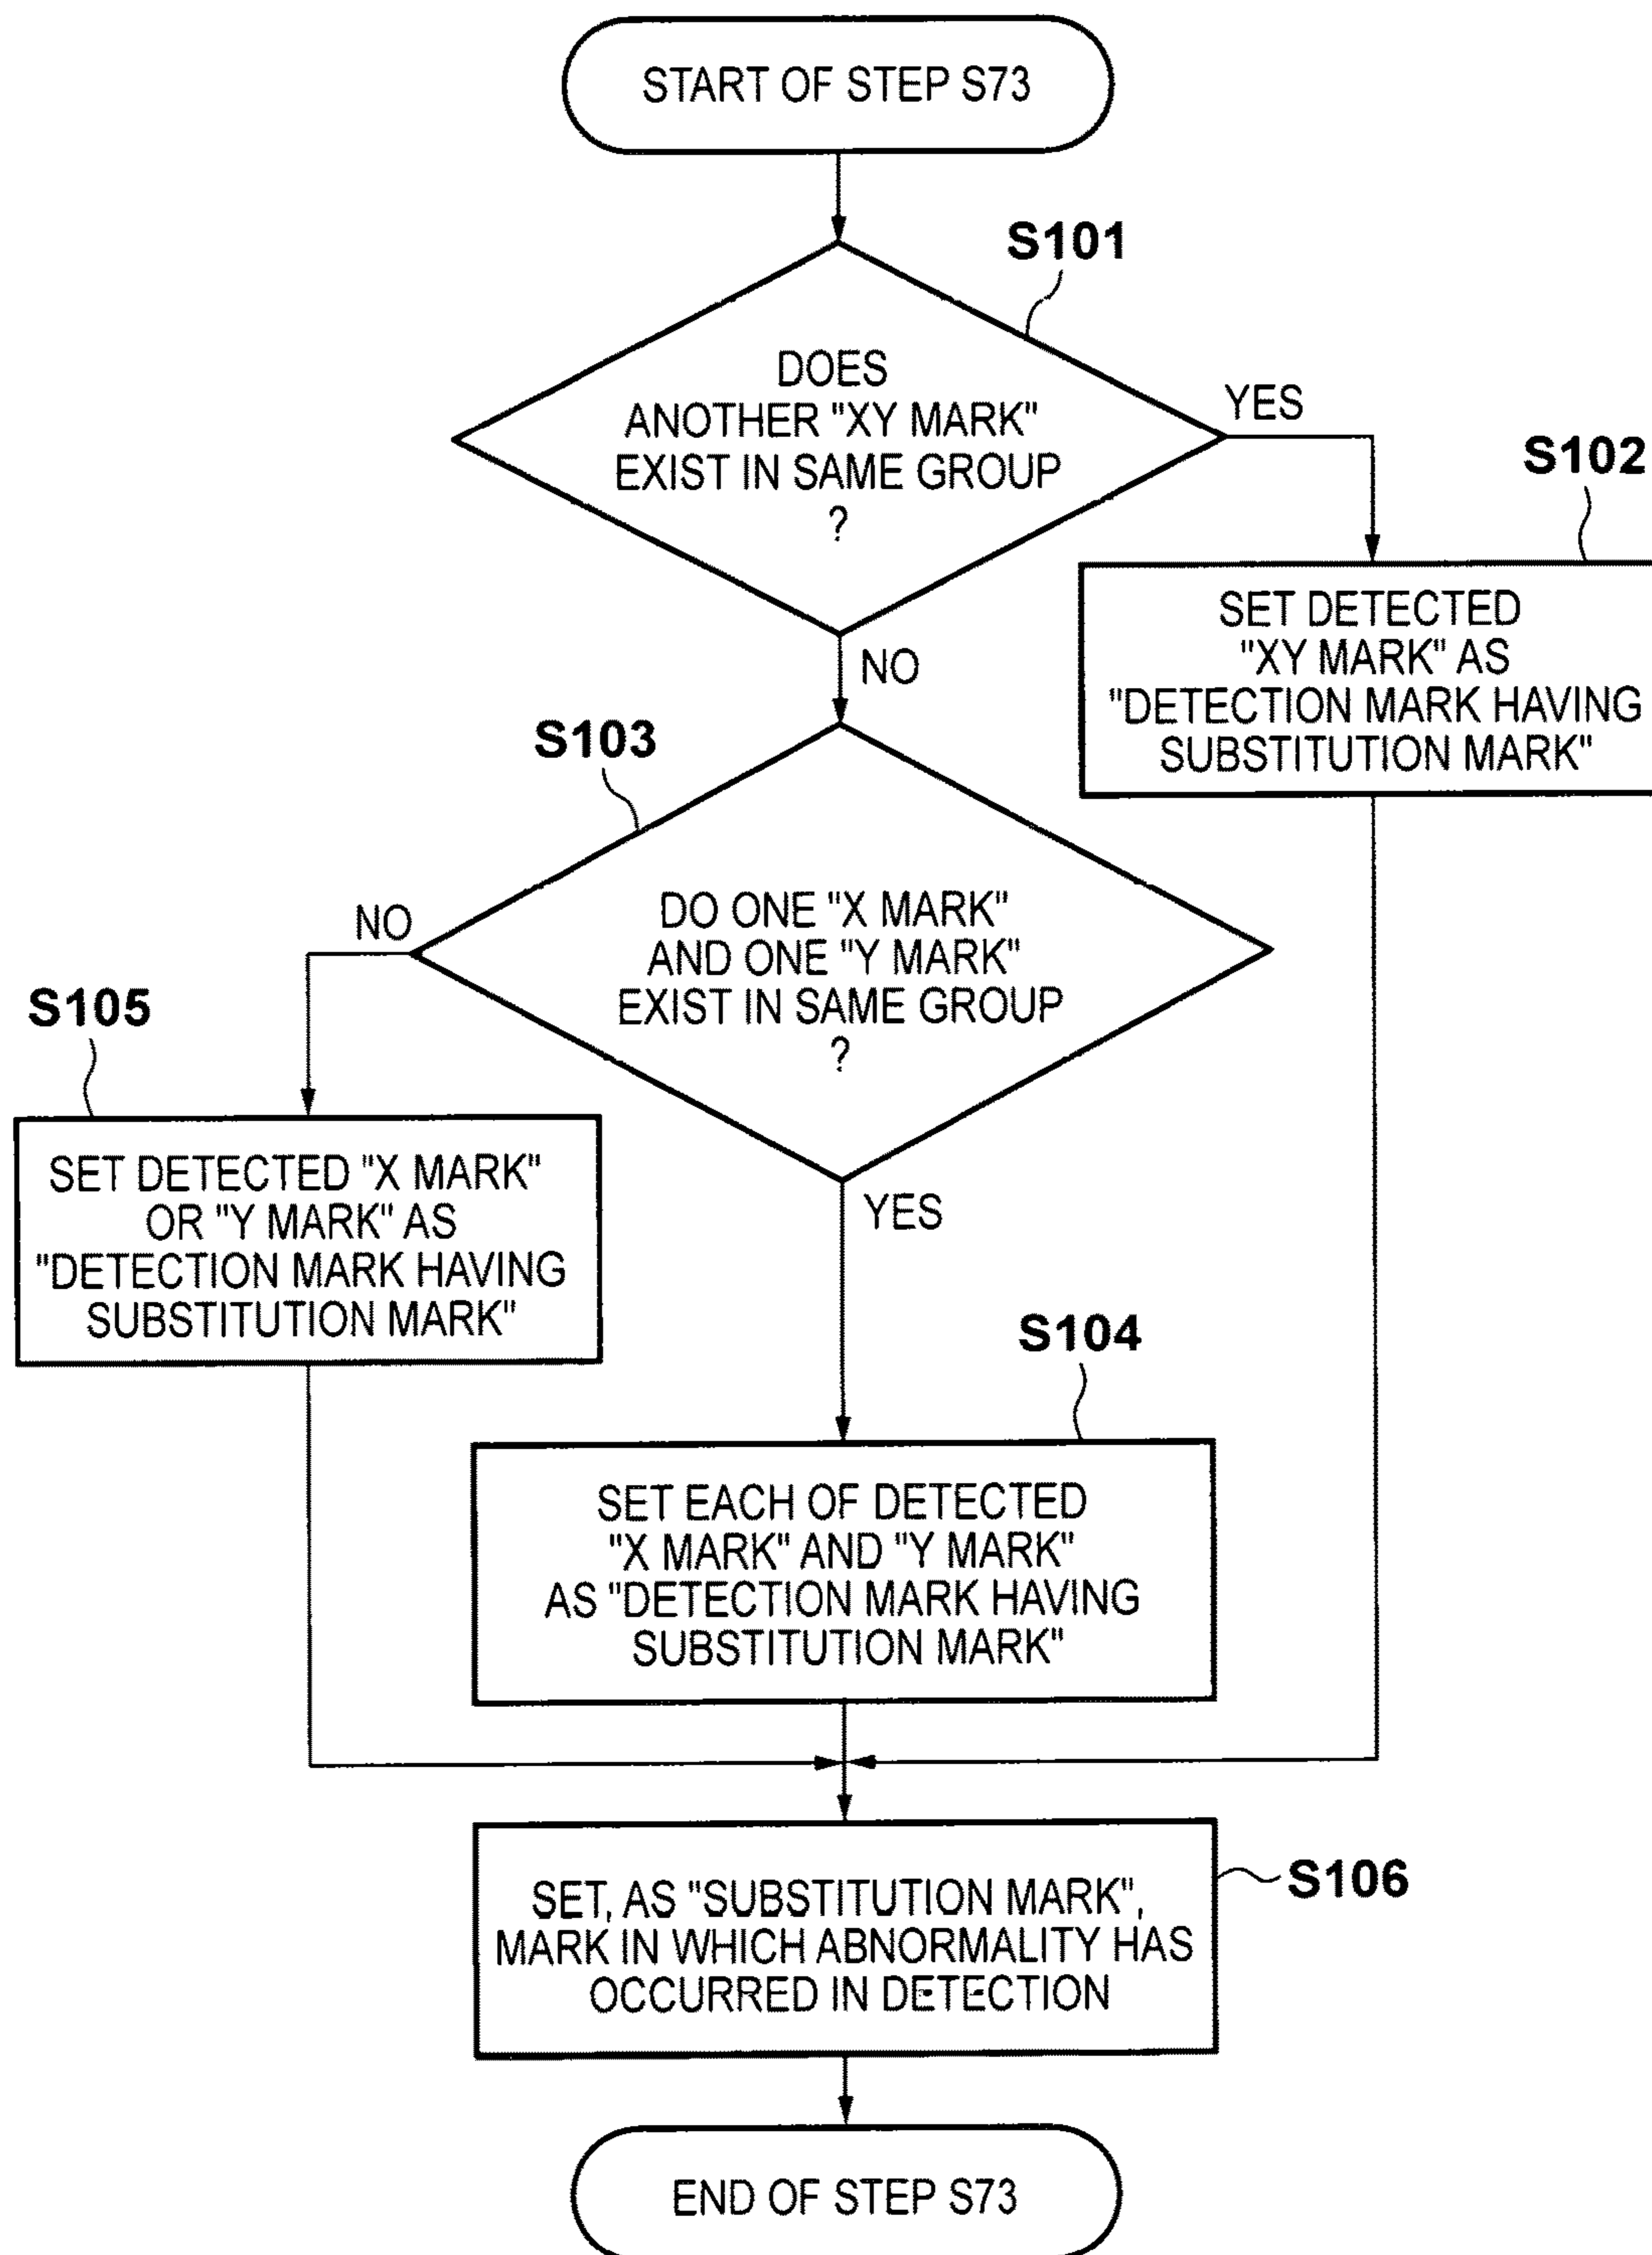 START OF STEP S73
S101
DOES
ANOTHER "XY MARK"
EXIST IN SAME GROUP
?
YES
S102
SET DETECTED
"XY MARK" AS
"DETECTION MARK HAVING
SUBSTITUTION MARK"
NO
S103
DO ONE "X MARK"
AND ONE "Y MARK"
EXIST IN SAME GROUP
?
NO
S105
SET DETECTED "X MARK"
OR "Y MARK" AS
"DETECTION MARK HAVING
SUBSTITUTION MARK"
YES
S104
SET EACH OF DETECTED
"X MARK" AND "Y MARK"
AS "DETECTION MARK HAVING
SUBSTITUTION MARK"
SET, AS "SUBSTITUTION MARK",
MARK IN WHICH ABNORMALITY HAS
OCCURRED IN DETECTION
S106
END OF STEP S73